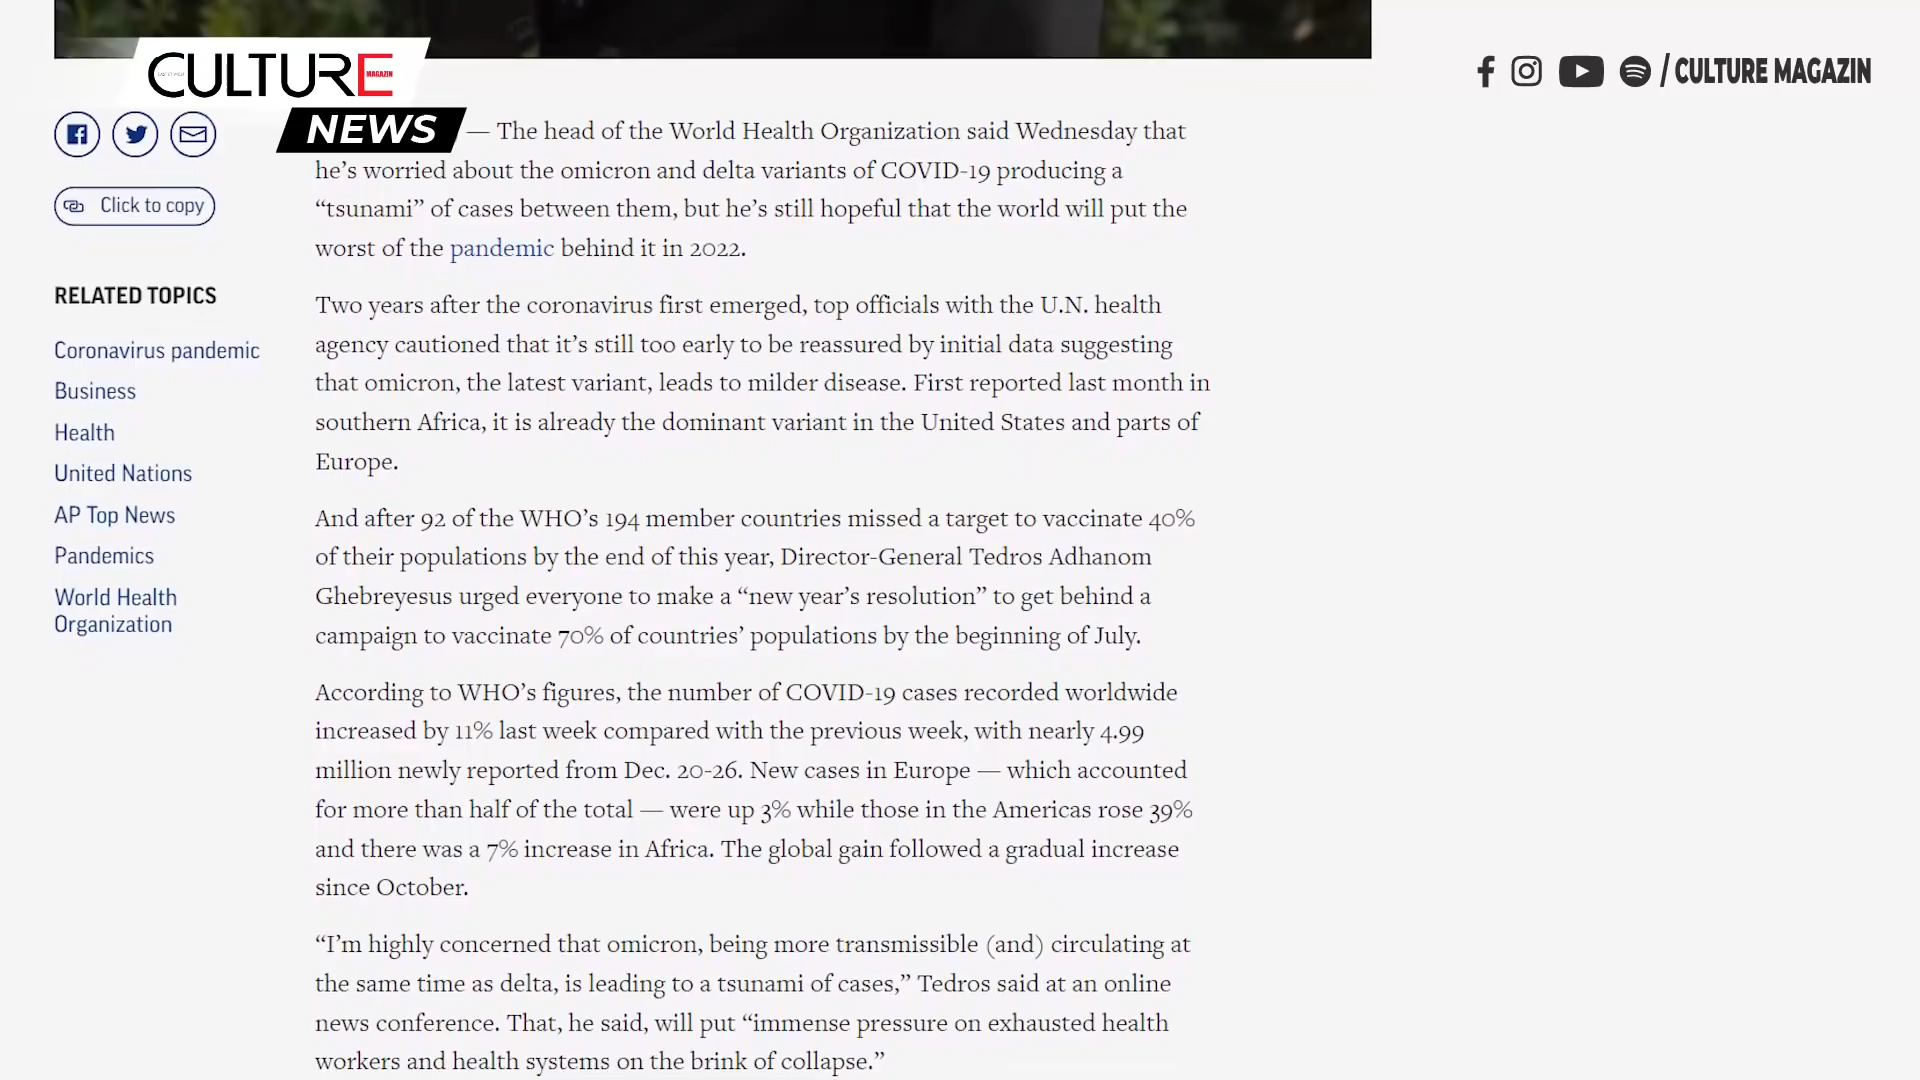 CULTURE
MAGAZIN
NEWS
/ CULTURE MAGAZIN
Click to copy
RELATED TOPICS
Coronavirus pandemic
Business
Health
United Nations
AP Top News
Pandemics
World Health
Organization
— The head of the World Health Organization said Wednesday that
he’s worried about the omicron and delta variants of COVID-19 producing a
“tsunami” of cases between them, but he’s still hopeful that the world will put the
worst of the pandemic behind it in 2022.
Two years after the coronavirus first emerged, top officials with the U.N. health
agency cautioned that it’s still too early to be reassured by initial data suggesting
that omicron, the latest variant, leads to milder disease. First reported last month in
southern Africa, it is already the dominant variant in the United States and parts of
Europe.
And after 92 of the WHO’s 194 member countries missed a target to vaccinate 40%
of their populations by the end of this year, Director-General Tedros Adhanom
Ghebreyesus urged everyone to make a “new year’s resolution” to get behind a
campaign to vaccinate 70% of countries’ populations by the beginning of July.
According to WHO’s figures, the number of COVID-19 cases recorded worldwide
increased by 11% last week compared with the previous week, with nearly 4.99
million newly reported from Dec. 20-26. New cases in Europe — which accounted
for more than half of the total — were up 3% while those in the Americas rose 39%
and there was a 7% increase in Africa. The global gain followed a gradual increase
since October.
“I’m highly concerned that omicron, being more transmissible (and) circulating at
the same time as delta, is leading to a tsunami of cases,” Tedros said at an online
news conference. That, he said, will put “immense pressure on exhausted health
workers and health systems on the brink of collapse.”